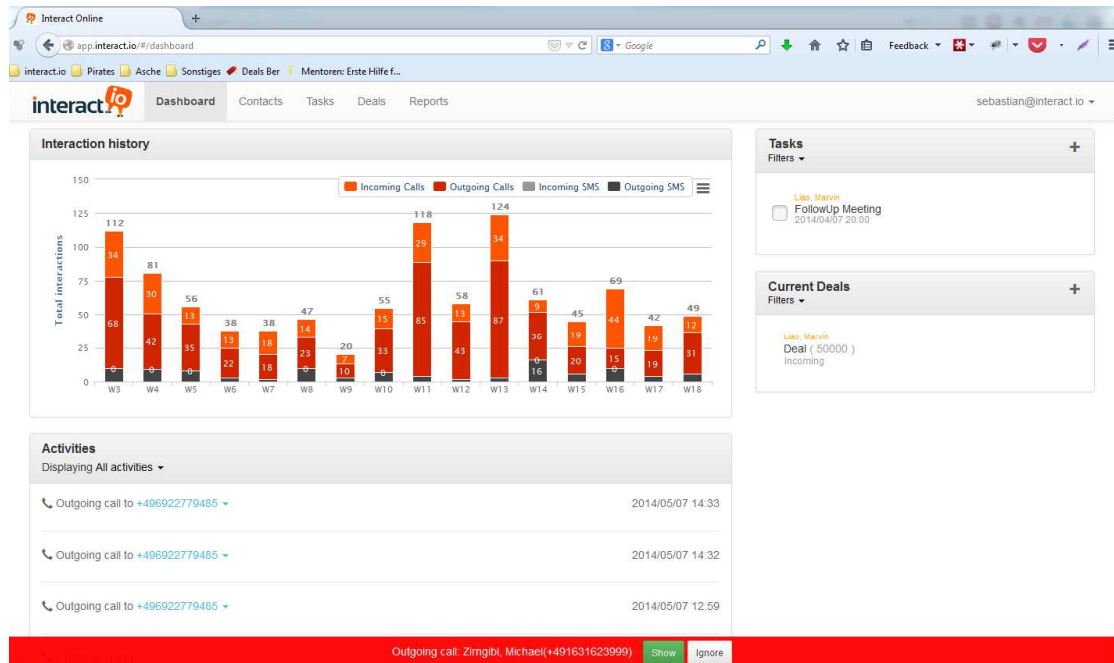 Interact Online
app.interact.io/#/dashboard
Google
Feedback
interact.io Pirates Asche Sonstiges Deals Ber Mentoren: Erste Hilfe f...
interact.io Dashboard Contacts Tasks Deals Reports sebastian@interact.io
Interaction history
Incoming Calls Outgoing Calls Incoming SMS Outgoing SMS
Total interactions
150
125
100
75
50
25
0
112 81 56 38 38 47 20 55 118 58 124 61 45 69 42 49
34 30 13 13 18 14 7 15 29 13 34 9 19 44 19 12
68 42 35 22 18 23 10 33 85 43 87 36 20 15 19 31
0 0 0 0 0 0 0
16
W3 W4 W5 W6 W7 W8 W9 W10 W11 W12 W13 W14 W15 W16 W17 W18
Activities
Displaying All activities
Outgoing call to +496922779485 2014/05/07 14:33
Outgoing call to +496922779485 2014/05/07 14:32
Outgoing call to +496922779485 2014/05/07 12:59
Tasks
Filters
Liao, Marvin
FollowUp Meeting
2014/04/07 20:00
Current Deals
Filters
Liao, Marvin
Deal ( 50000 )
Incoming
Outgoing call: Zirngibl, Michael(+491631623999) Show Ignore